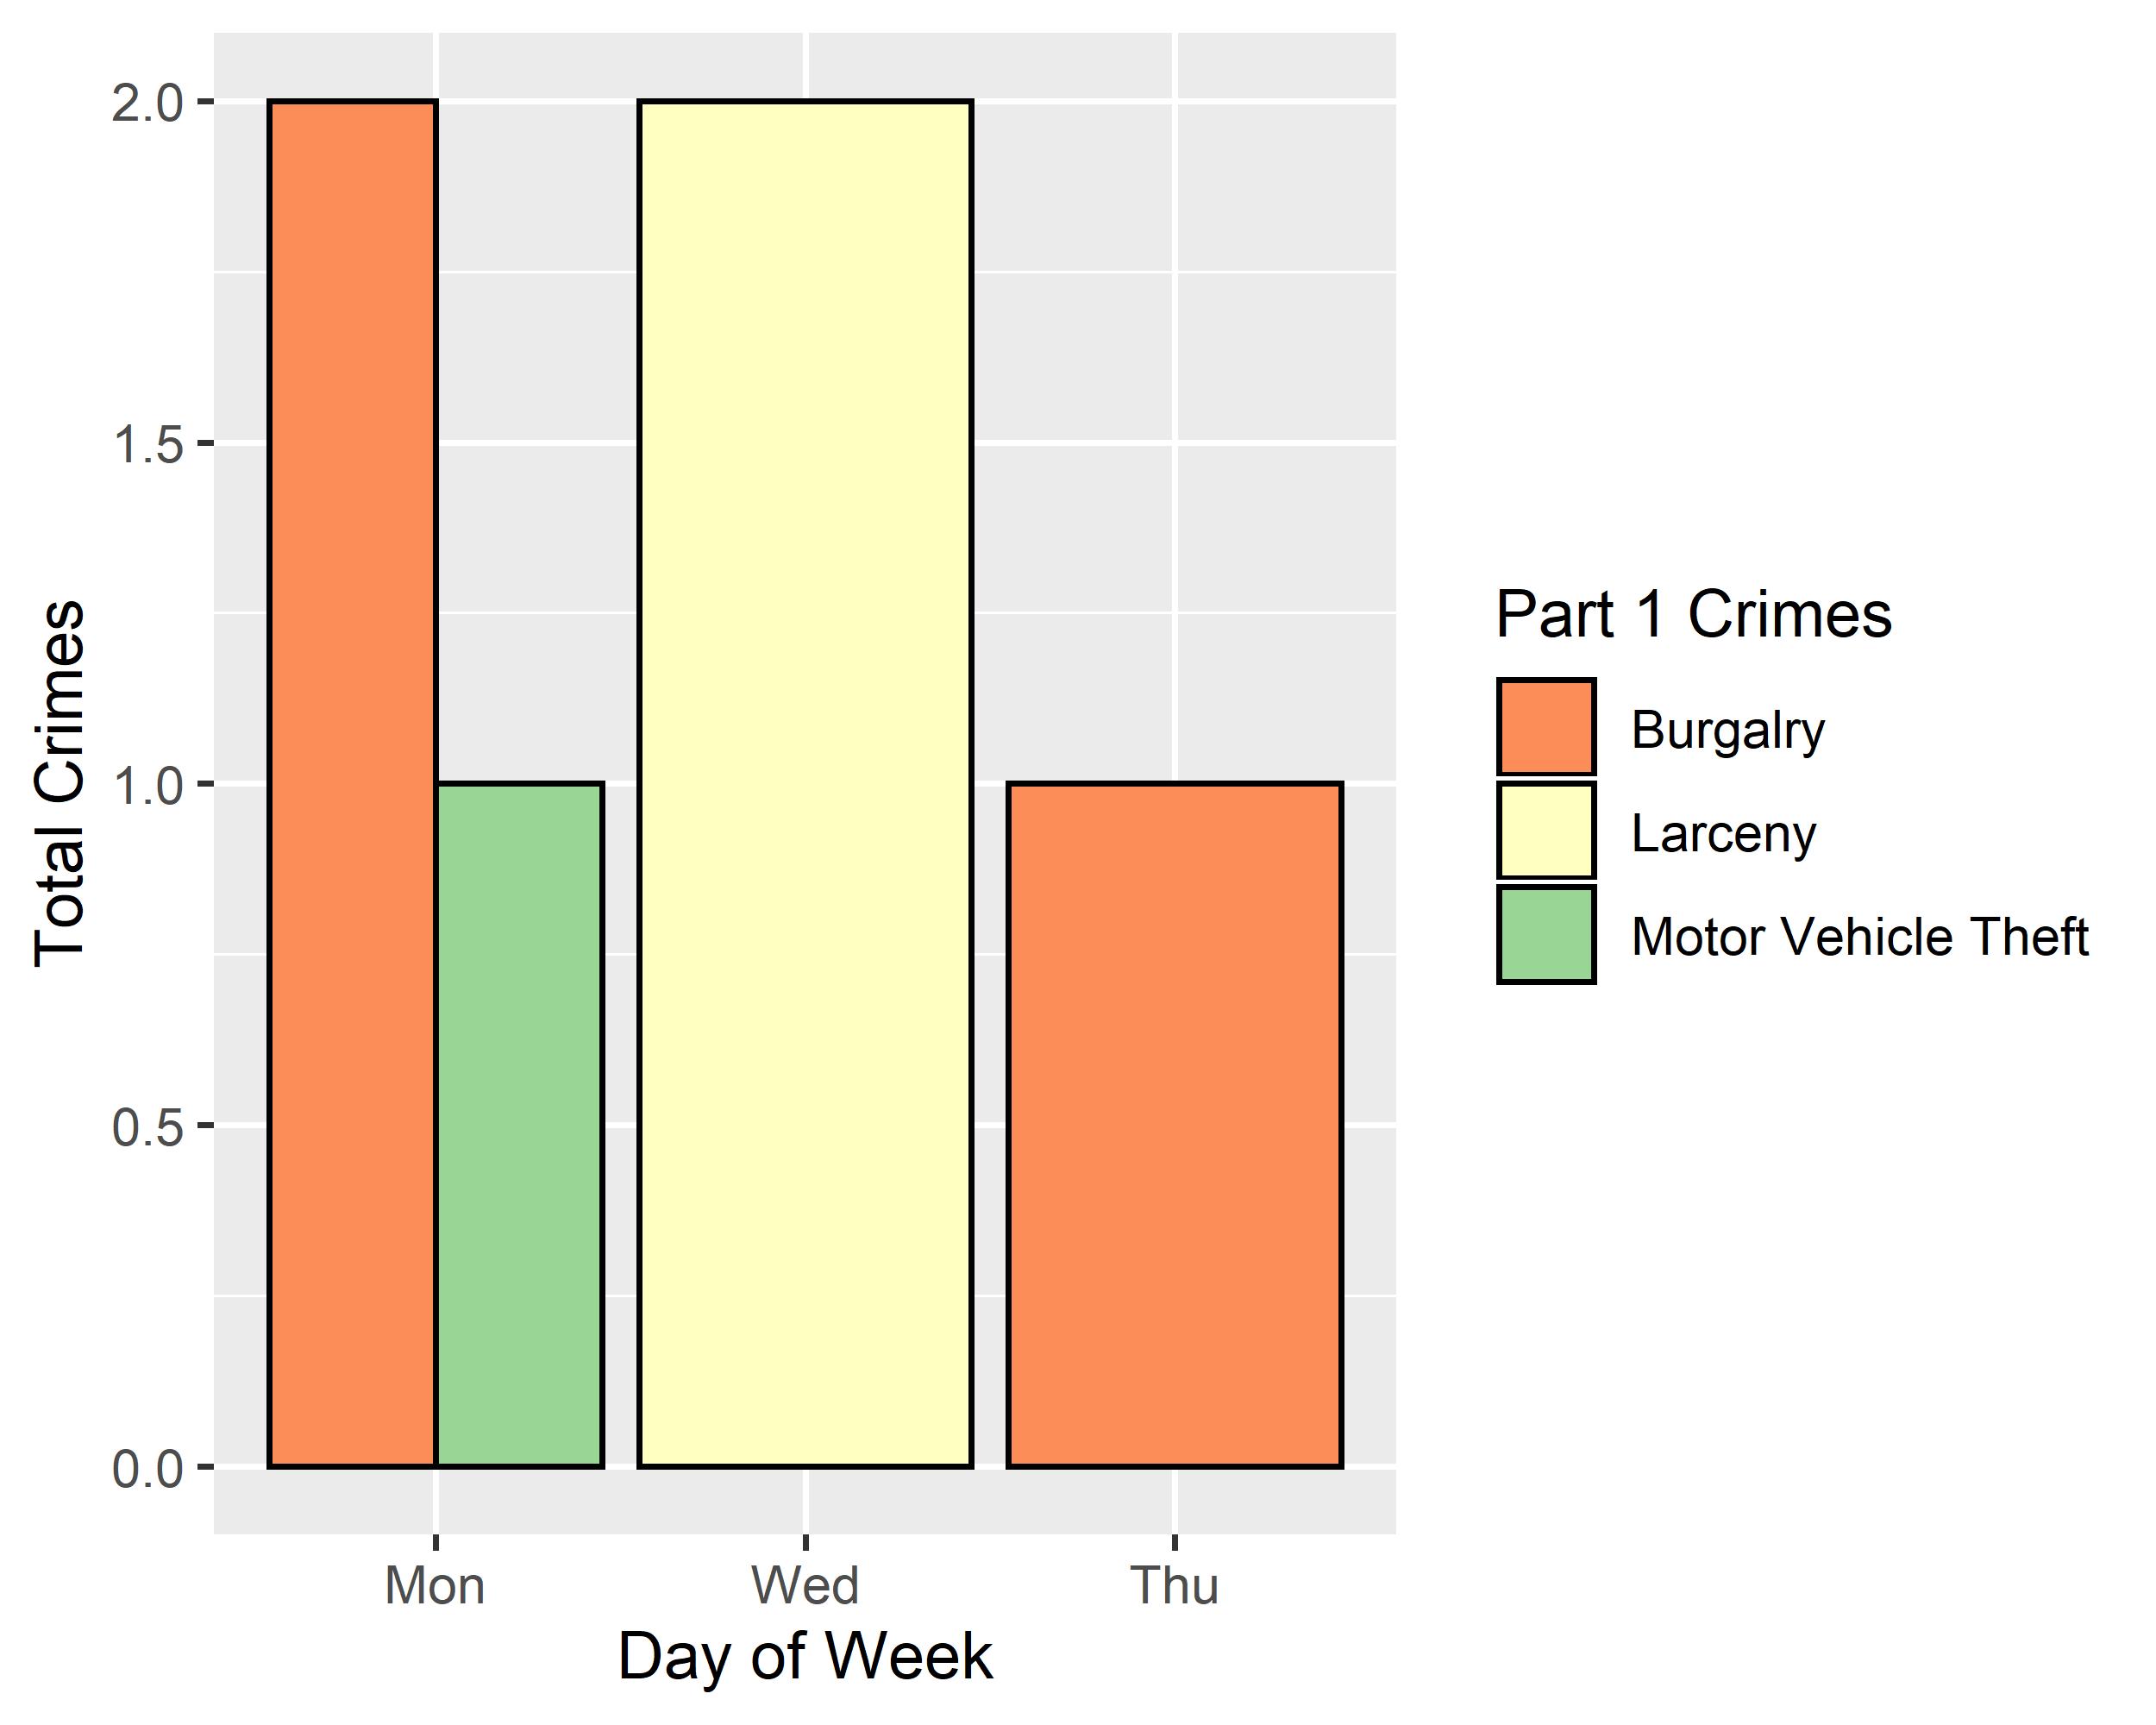 2.0
1.5
1.0
0.5
0.0
Total Crimes
Mon Wed Thu
Day of Week
Part 1 Crimes
Burgalry
Larceny
Motor Vehicle Theft